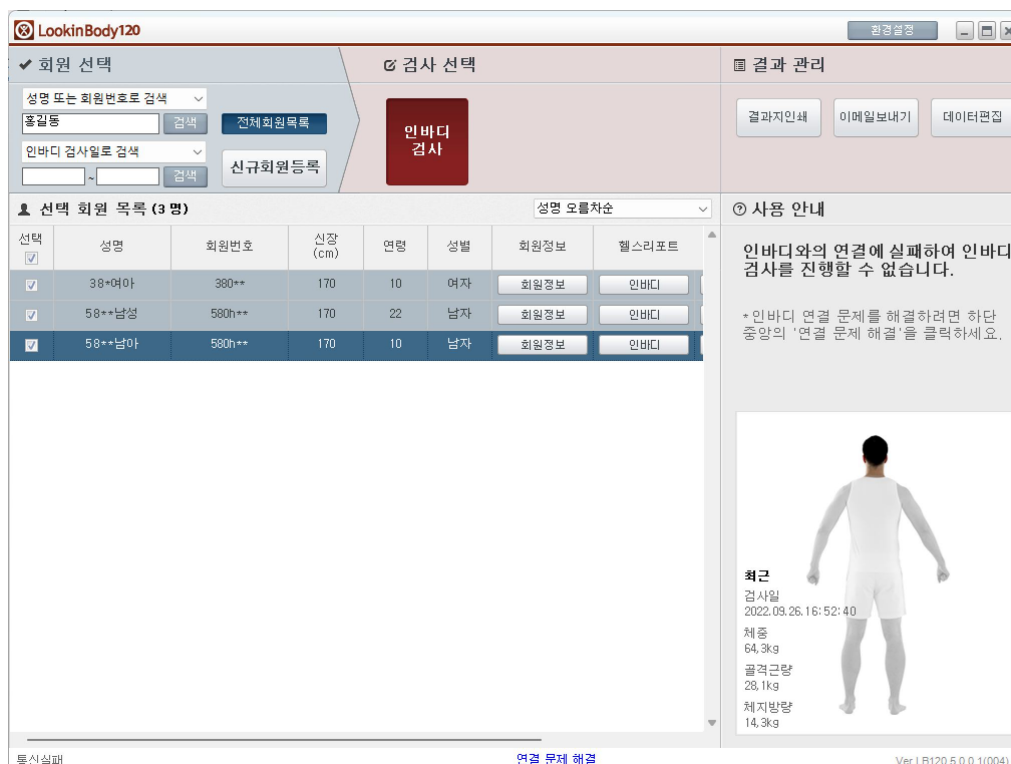 LookinBody120
환경설정
회원 선택
검사 선택
결과 관리
성명 또는 회원번호로 검색
홍길동
검색
전체회원목록
인바디 검사일로 검색
~
검색
신규회원등록
인바디
검사
결과지인쇄
이메일보내기
데이터편집
선택 회원 목록 (3 명)
성명 오름차순
사용 안내
선택 성명 회원번호 신장 (cm) 연령 성별 회원정보 헬스리포트
38*여아 380** 170 10 여자 회원정보 인바디
58**남성 580h** 170 22 남자 회원정보 인바디
58**남아 580h** 170 10 남자 회원정보 인바디
인바디와의 연결에 실패하여 인바디
검사를 진행할 수 없습니다.
*인바디 연결 문제를 해결하려면 하단
중앙의 '연결 문제 해결'을 클릭하세요.
최근
검사일
2022.09.26.16:52:40
체중
64,3kg
골격근량
28,1kg
체지방량
14,3kg
통신실패
연결 문제 해결
Ver LB120.5.0.0.1(004)